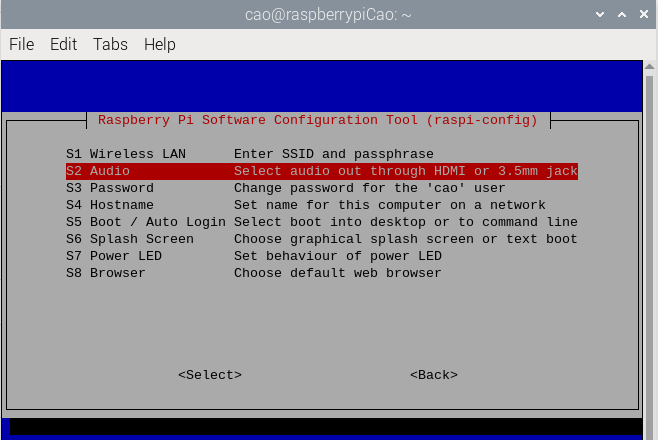 cao@raspberrypiCao: ~
File Edit Tabs Help
Raspberry Pi Software Configuration Tool (raspi-config)
S1 Wireless LAN Enter SSID and passphrase
S2 Audio Select audio out through HDMI or 3.5mm jack
S3 Password Change password for the 'cao' user
S4 Hostname Set name for this computer on a network
S5 Boot / Auto Login Select boot into desktop or to command line
S6 Splash Screen Choose graphical splash screen or text boot
S7 Power LED Set behaviour of power LED
S8 Browser Choose default web browser
<Select> <Back>